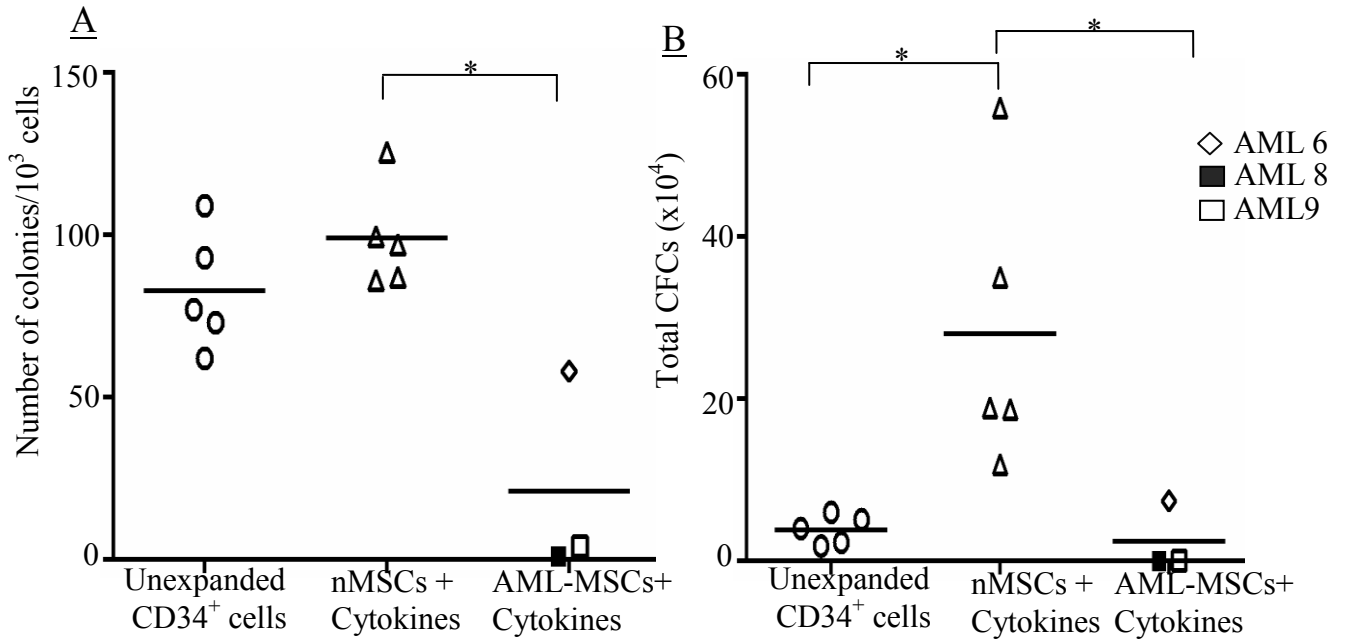 A
Number of colonies/10³ cells
150
100
50
0
*
Unexpanded
CD34⁺ cells
nMSCs +
Cytokines
AML-MSCs+
Cytokines
B
Total CFCs (x10⁴)
60
40
20
0
*
*
AML 6
AML 8
AML9
Unexpanded
CD34⁺ cells
nMSCs +
Cytokines
AML-MSCs+
Cytokines